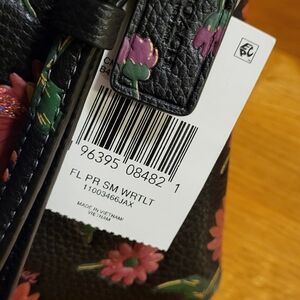 96395 08482 1
FL PR SM WRTLT
11003466JAX
MADE IN VIETNAM/
VIETNAM